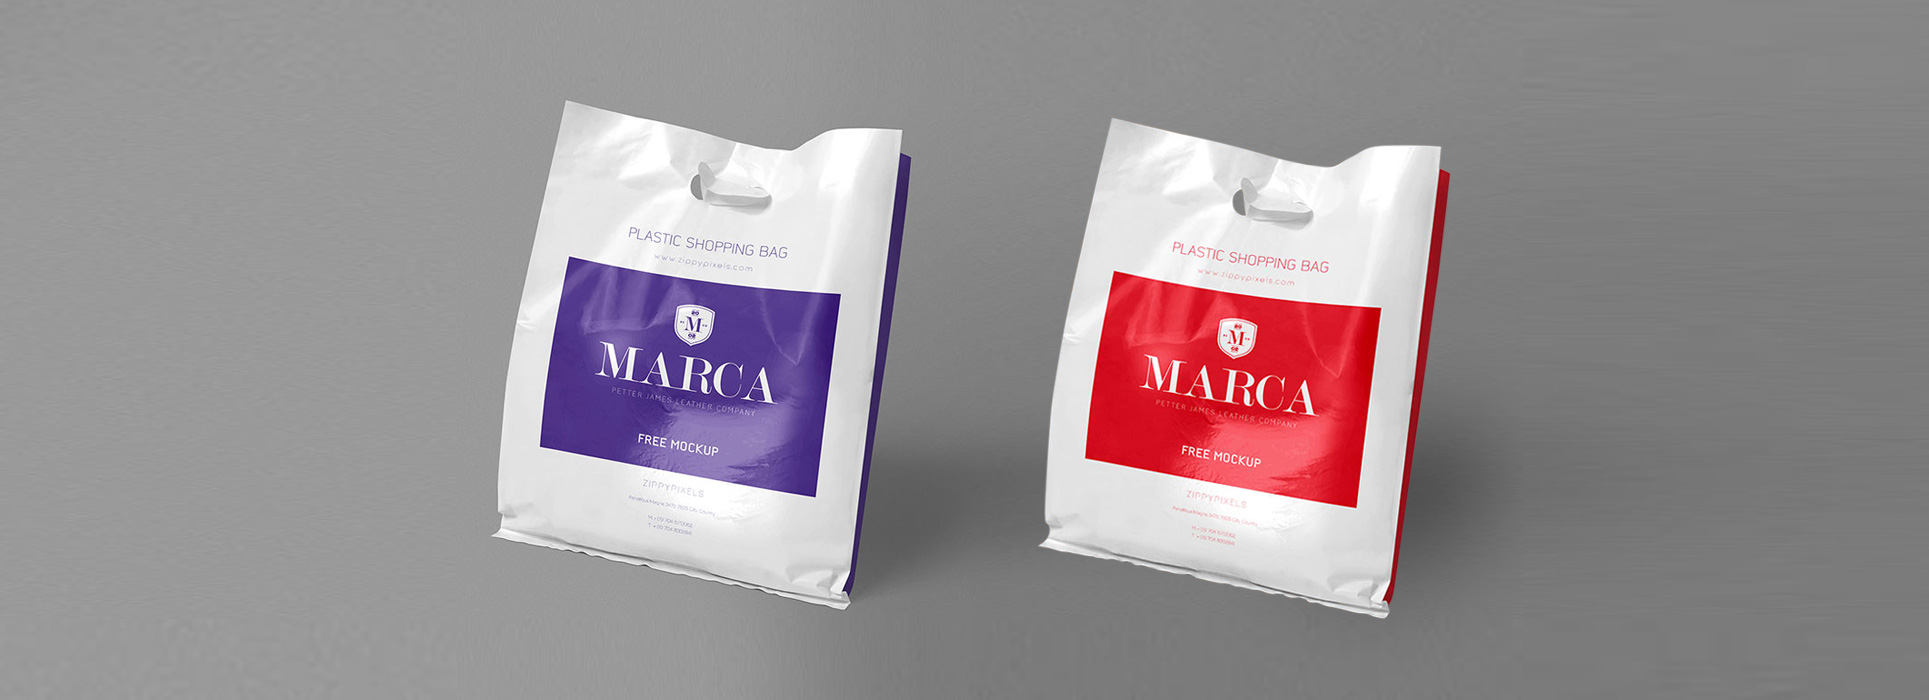 PLASTIC SHOPPING BAG
www.zippypixels.com
M
MARCA
PETTER JAMES LEATHER COMPANY
FREE MOCKUP
ZIPPYPIXELS
PLASTIC SHOPPING BAG
www.zippypixels.com
M
MARCA
PETTER JAMES LEATHER COMPANY
FREE MOCKUP
ZIPPYPIXELS